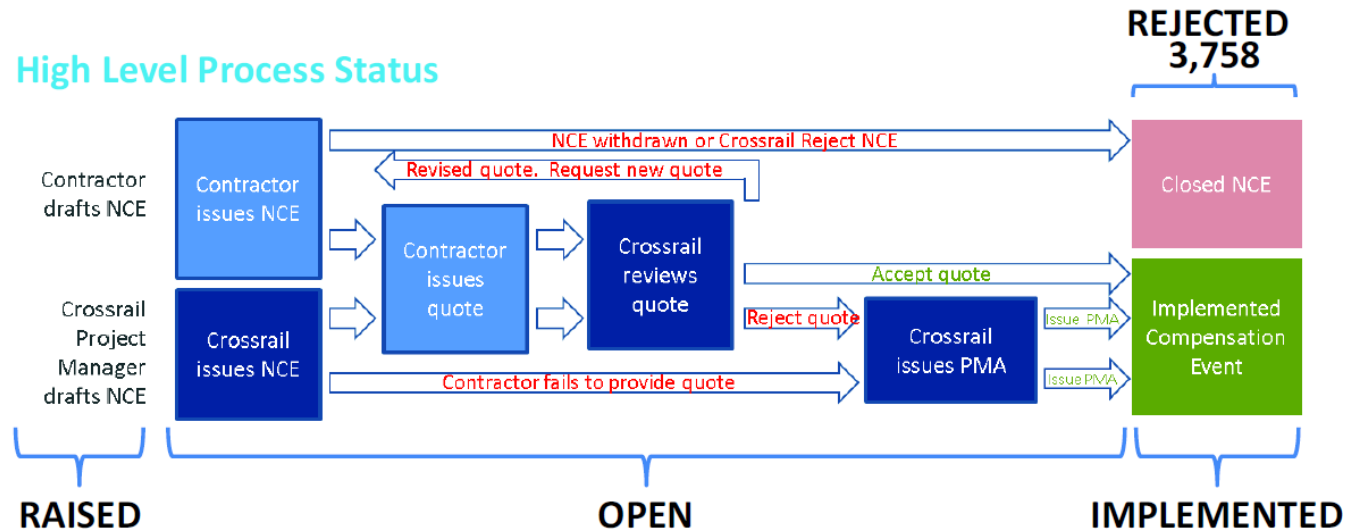 REJECTED
3,758
High Level Process Status
NCE withdrawn or Crossrail Reject NCE
Revised quote.  Request new quote
Contractor
drafts NCE
Contractor
issues NCE
Closed NCE
Contractor
issues
quote
Crossrail
reviews
quote
Accept quote
Crossrail
Project
Manager
drafts NCE
Crossrail
issues NCE
Reject quote
Crossrail
issues PMA
Issue PMA
Issue PMA
Implemented
Compensation
Event
Contractor fails to provide quote
RAISED
OPEN
IMPLEMENTED